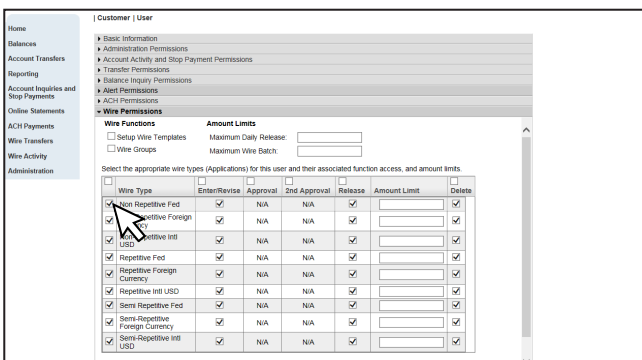 | Customer | User
Home
Balances
Account Transfers
Reporting
Account Inquiries and
Stop Payments
Online Statements
ACH Payments
Wire Transfers
Wire Activity
Administration
Basic Information
Administration Permissions
Account Activity and Stop Payment Permissions
Transfer Permissions
Balance Inquiry Permissions
Alert Permissions
ACH Permissions
Wire Permissions
Wire Functions Amount Limits
Setup Wire Templates Maximum Daily Release:
Wire Groups Maximum Wire Batch:
Select the appropriate wire types (Applications) for this user and their associated function access, and amount limits.
Wire Type Enter/Revise Approval 2nd Approval Release Amount Limit Delete
Non Repetitive Fed N/A N/A
Repetitive Foreign
N/A N/A
Repetitive Intl
USD N/A N/A
Repetitive Fed N/A N/A
Repetitive Foreign
Currency N/A N/A
Repetitive Intl USD N/A N/A
Semi Repetitive Fed N/A N/A
Semi-Repetitive
Foreign Currency N/A N/A
Semi-Repetitive Intl
USD N/A N/A